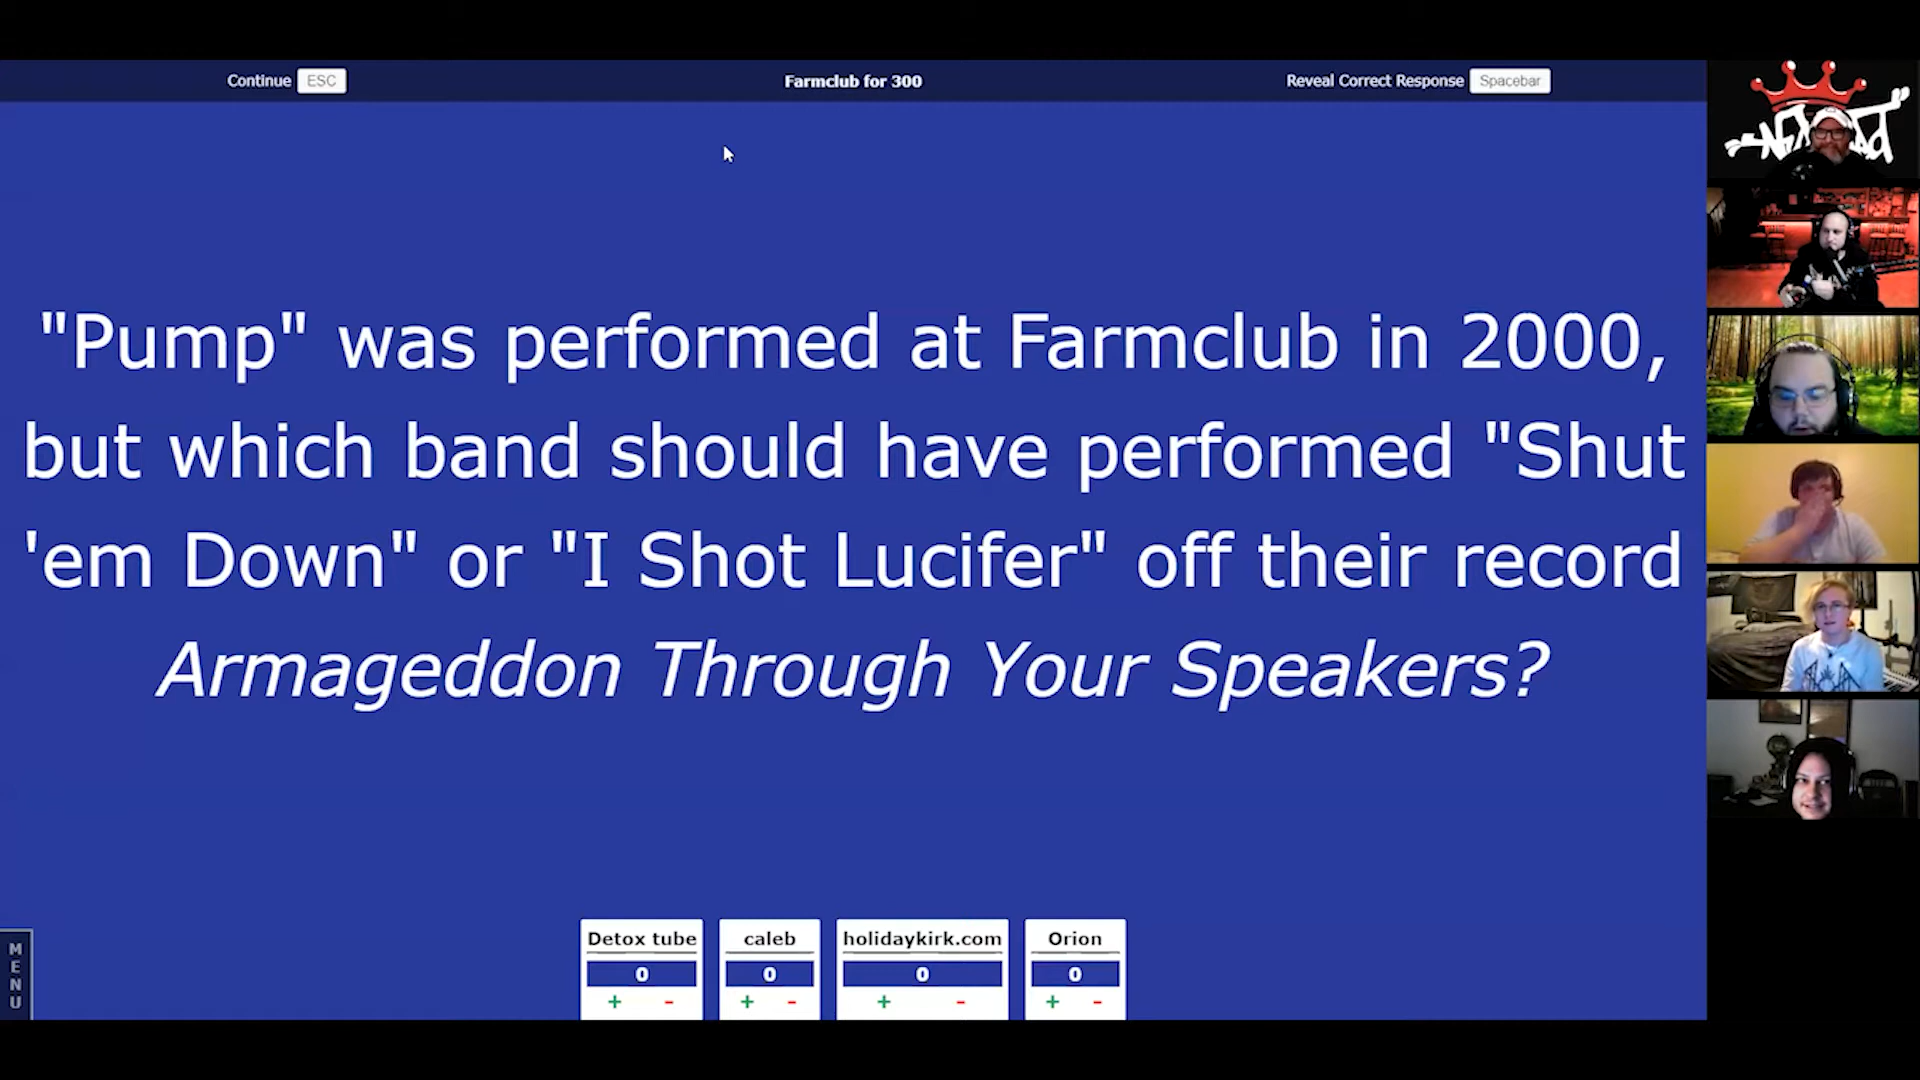 Continue ESC
Farmclub for 300
Reveal Correct Response Spacebar
"Pump" was performed at Farmclub in 2000,
but which band should have performed "Shut
'em Down" or "I Shot Lucifer" off their record
Armageddon Through Your Speakers?
MENU
Detox tube
0
+ -
caleb
0
+ -
holidaykirk.com
0
+ -
Orion
0
+ -